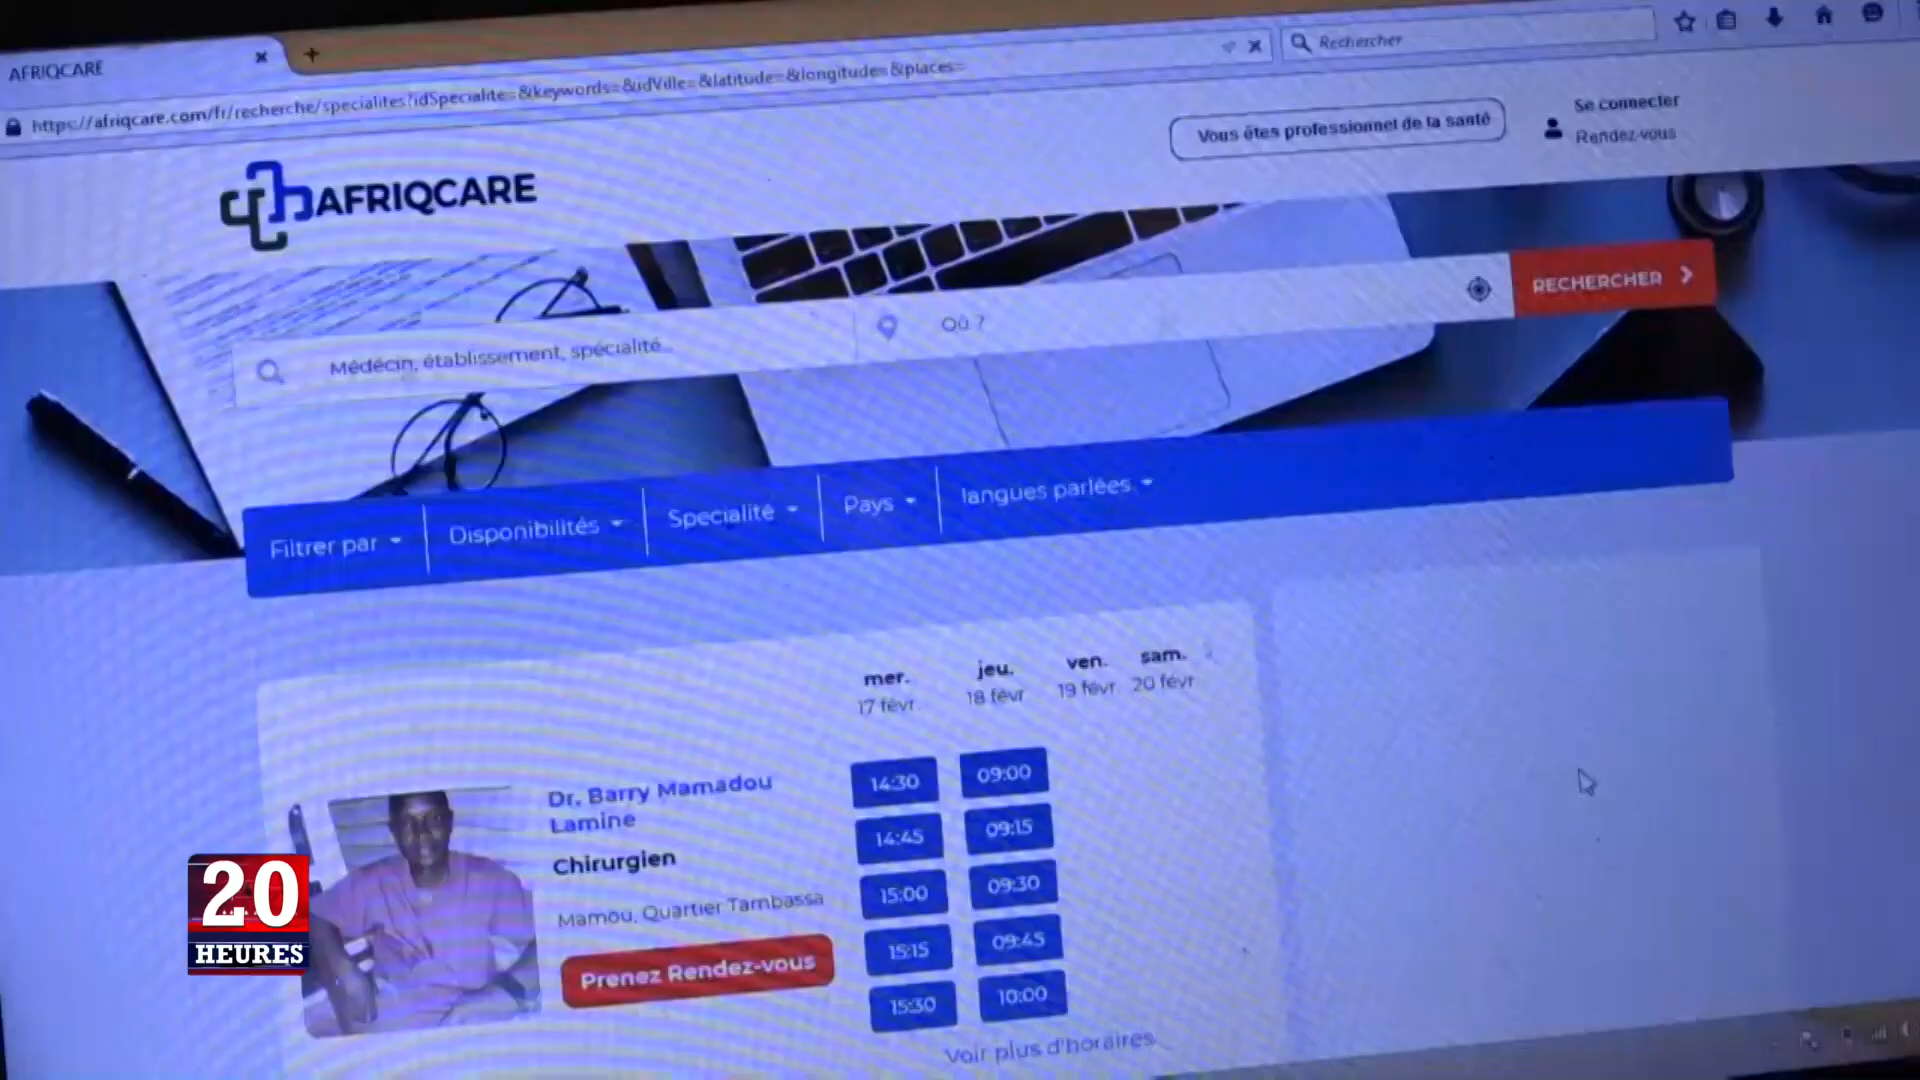 AFRIQCARE
Rechercher
https://afriqcare.com/fr/recherche/specialites?idSpecialite=&keywords=&idVille=&latitude=&longitude=&places=
Vous êtes professionnel de la santé
Se connecter
Rendez-vous
AFRIQCARE
Médécin, établissement, spécialité...
Où ?
RECHERCHER
Filtrer par
Disponibilités
Specialité
Pays
langues parlées
mer. jeu. ven. sam.
17 févr. 18 févr 19 févr 20 févr
Dr. Barry Mamadou
Lamine
Chirurgien
Mamou, Quartier Tambassa
Prenez Rendez-vous
14:30 09:00
14:45 09:15
15:00 09:30
15:15 09:45
15:30 10:00
Voir plus d'horaires
20
HEURES